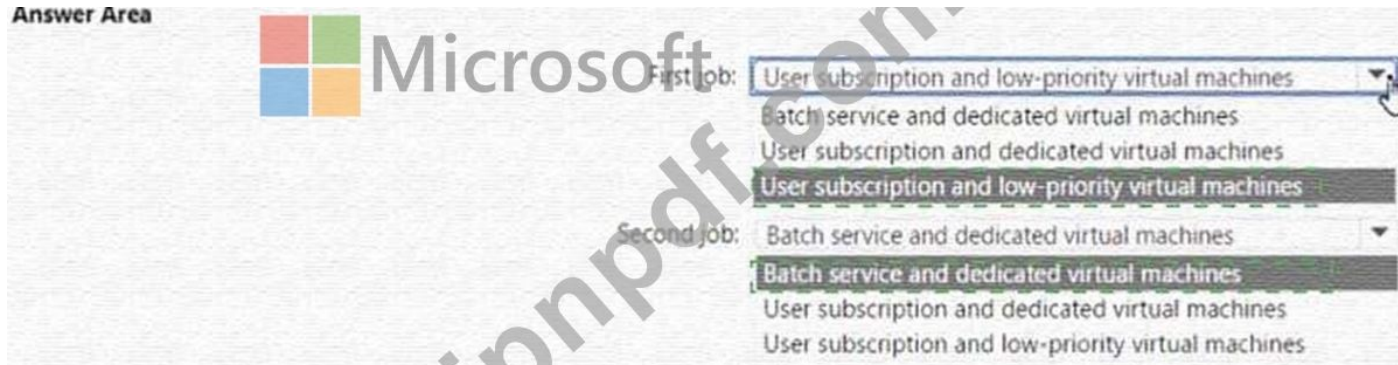 Answer Area
Microsoft
First job: User subscription and low-priority virtual machines
Batch service and dedicated virtual machines
User subscription and dedicated virtual machines
User subscription and low-priority virtual machines
Second job: Batch service and dedicated virtual machines
Batch service and dedicated virtual machines
User subscription and dedicated virtual machines
User subscription and low-priority virtual machines